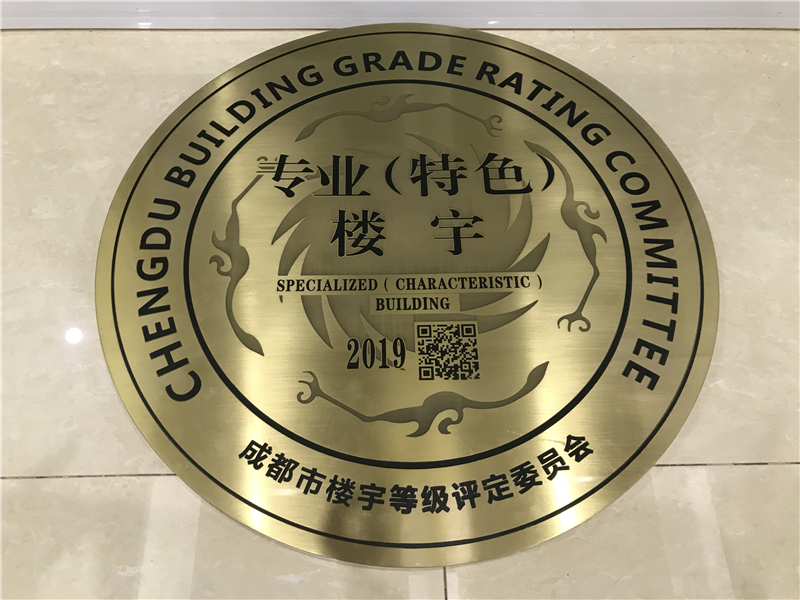 CHENGDU BUILDING GRADE RATING COMMITTEE
专业（特色）
楼宇
SPECIALIZED ( CHARACTERISTIC )
BUILDING
2019
成都市楼宇等级评定委员会